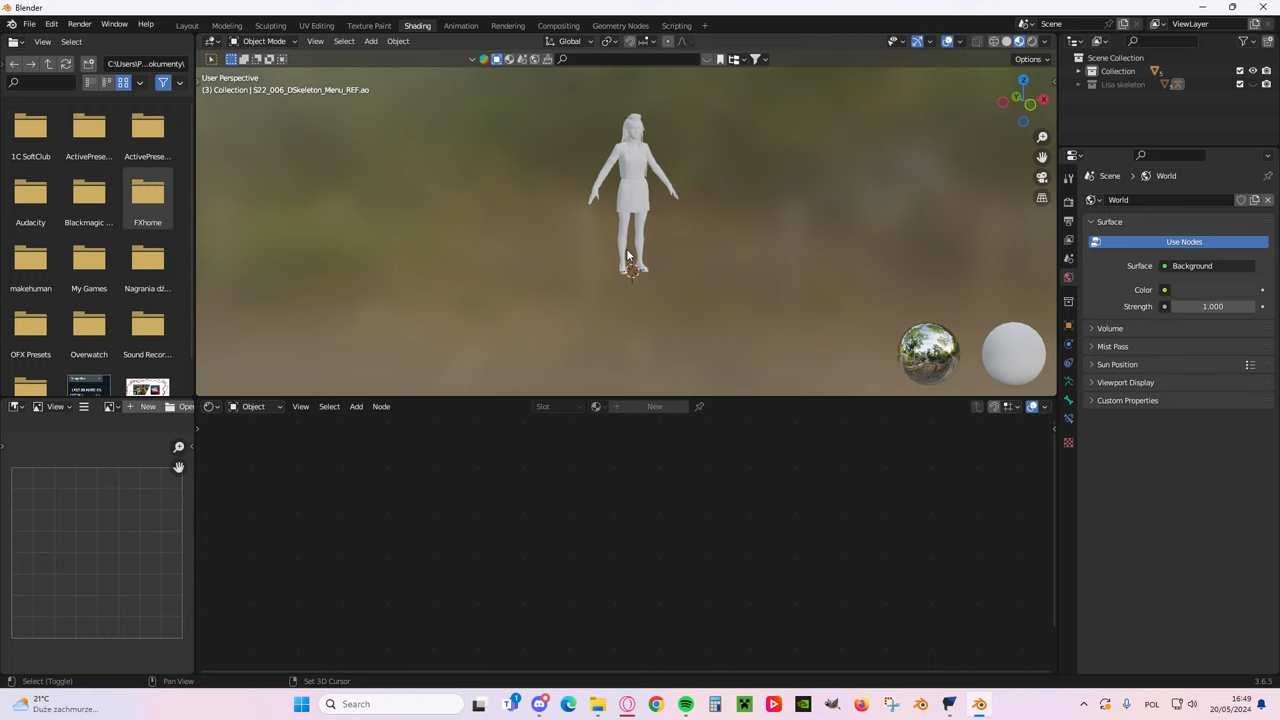 Blender
File Edit Render Window Help Layout Modeling Sculpting UV Editing Texture Paint Shading Animation Rendering Compositing Geometry Nodes Scripting + Scene ViewLayer
View Select Object Mode View Select Add Object Global
C:\Users\P...okumenty\ Options
User Perspective
(3) Collection | S22_006_DSkeleton_Menu_REF.ao
Scene Collection
Collection
Lisa skeleton
1C SoftClub ActivePrese... ActivePrese...
Audacity Blackmagic ... FXhome
makehuman My Games Nagrania dź...
OFX Presets Overwatch Sound Recor...
Z
Y
X
Scene > World
World
Surface
Use Nodes
Surface Background
Color
Strength 1.000
Volume
Mist Pass
Sun Position
Viewport Display
Custom Properties
View + New Open Object View Select Add Node Slot + New
Select (Toggle) Pan View Set 3D Cursor 3.6.5
21°C
Duże zachmurze...
Search
POL
16:49
20/05/2024